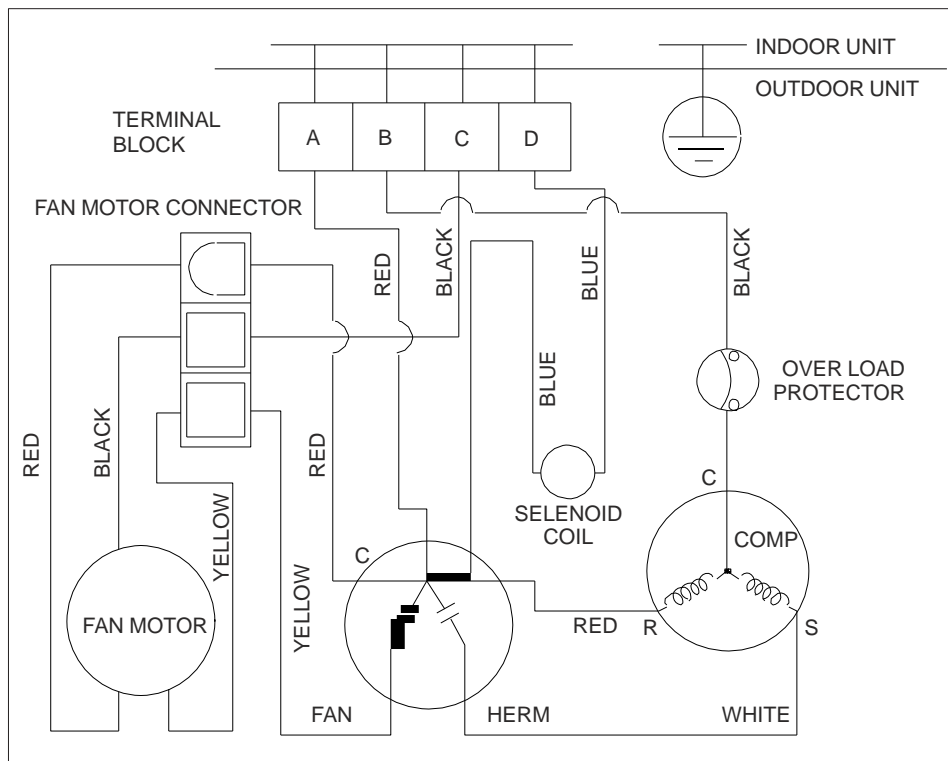 INDOOR UNIT
OUTDOOR UNIT
TERMINAL
BLOCK
A
B
C
D
FAN MOTOR CONNECTOR
RED
BLACK
BLUE
BLACK
BLUE
OVER LOAD
PROTECTOR
RED
BLACK
RED
YELLOW
YELLOW
SELENOID
COIL
C
COMP
C
FAN MOTOR
RED
R
S
FAN
HERM
WHITE